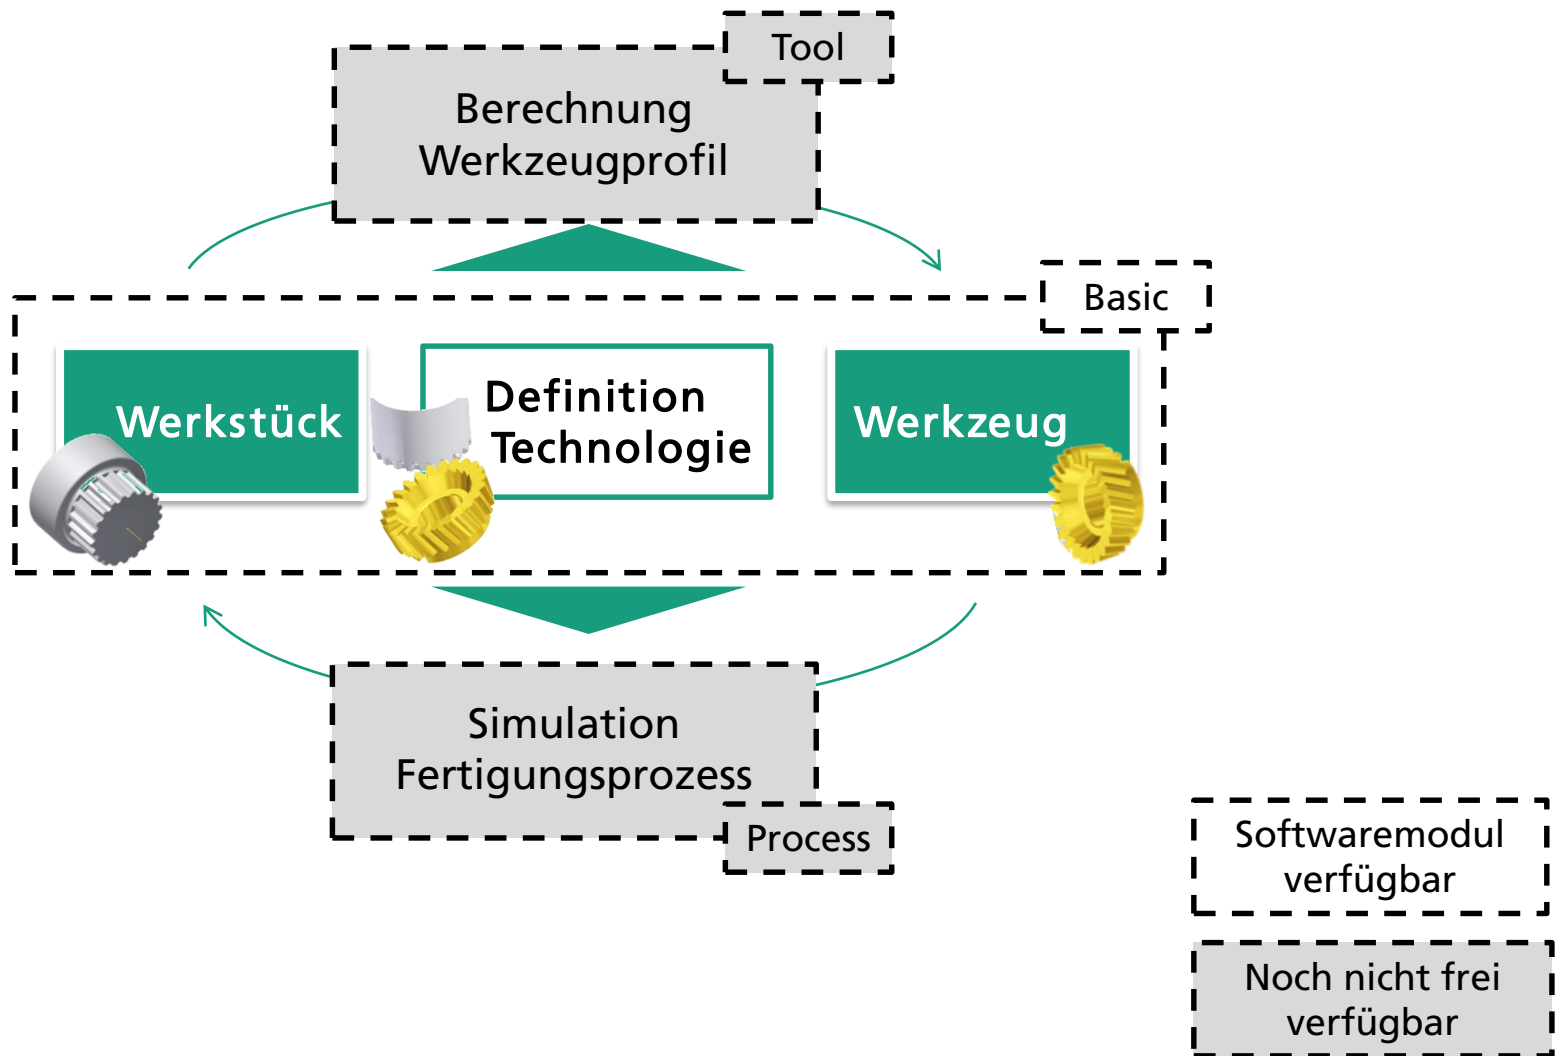 Tool
Berechnung
Werkzeugprofil
Basic
Werkstück
Definition
Technologie
Werkzeug
Simulation
Fertigungsprozess
Process
Softwaremodul
verfügbar
Noch nicht frei
verfügbar